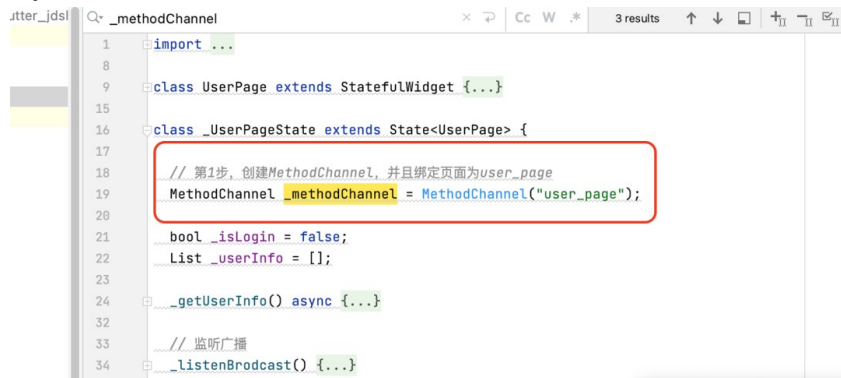 utter_jdsl
_methodChannel
Cc W .* 3 results
1 import ...
8
9 class UserPage extends StatefulWidget {...}
15
16 class _UserPageState extends State<UserPage> {
17
18 // 第1步，创建MethodChannel，并且绑定页面为user_page
19 MethodChannel _methodChannel = MethodChannel("user_page");
20
21 bool _isLogin = false;
22 List _userInfo = [];
23
24 _getUserInfo() async {...}
32
33 // 监听广播
34 _listenBrodcast() {...}